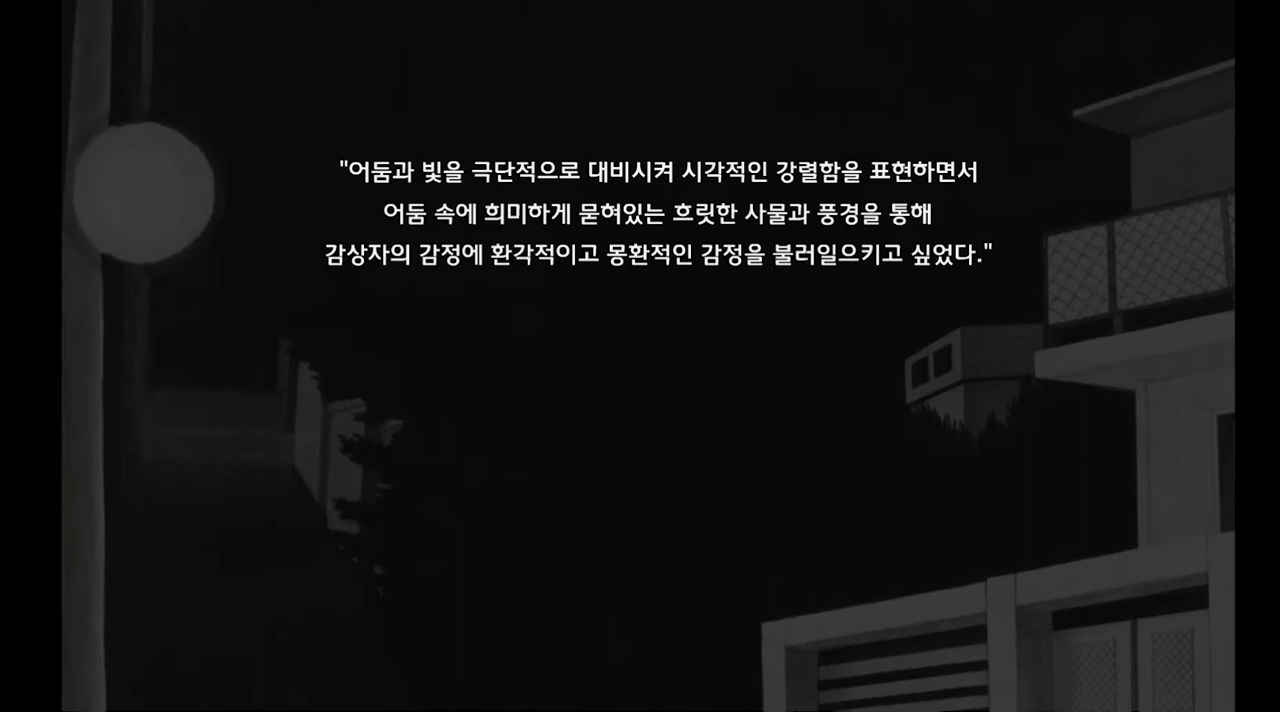 "어둠과 빛을 극단적으로 대비시켜 시각적인 강렬함을 표현하면서
어둠 속에 희미하게 묻혀있는 흐릿한 사물과 풍경을 통해
감상자의 감정에 환각적이고 몽환적인 감정을 불러일으키고 싶었다."